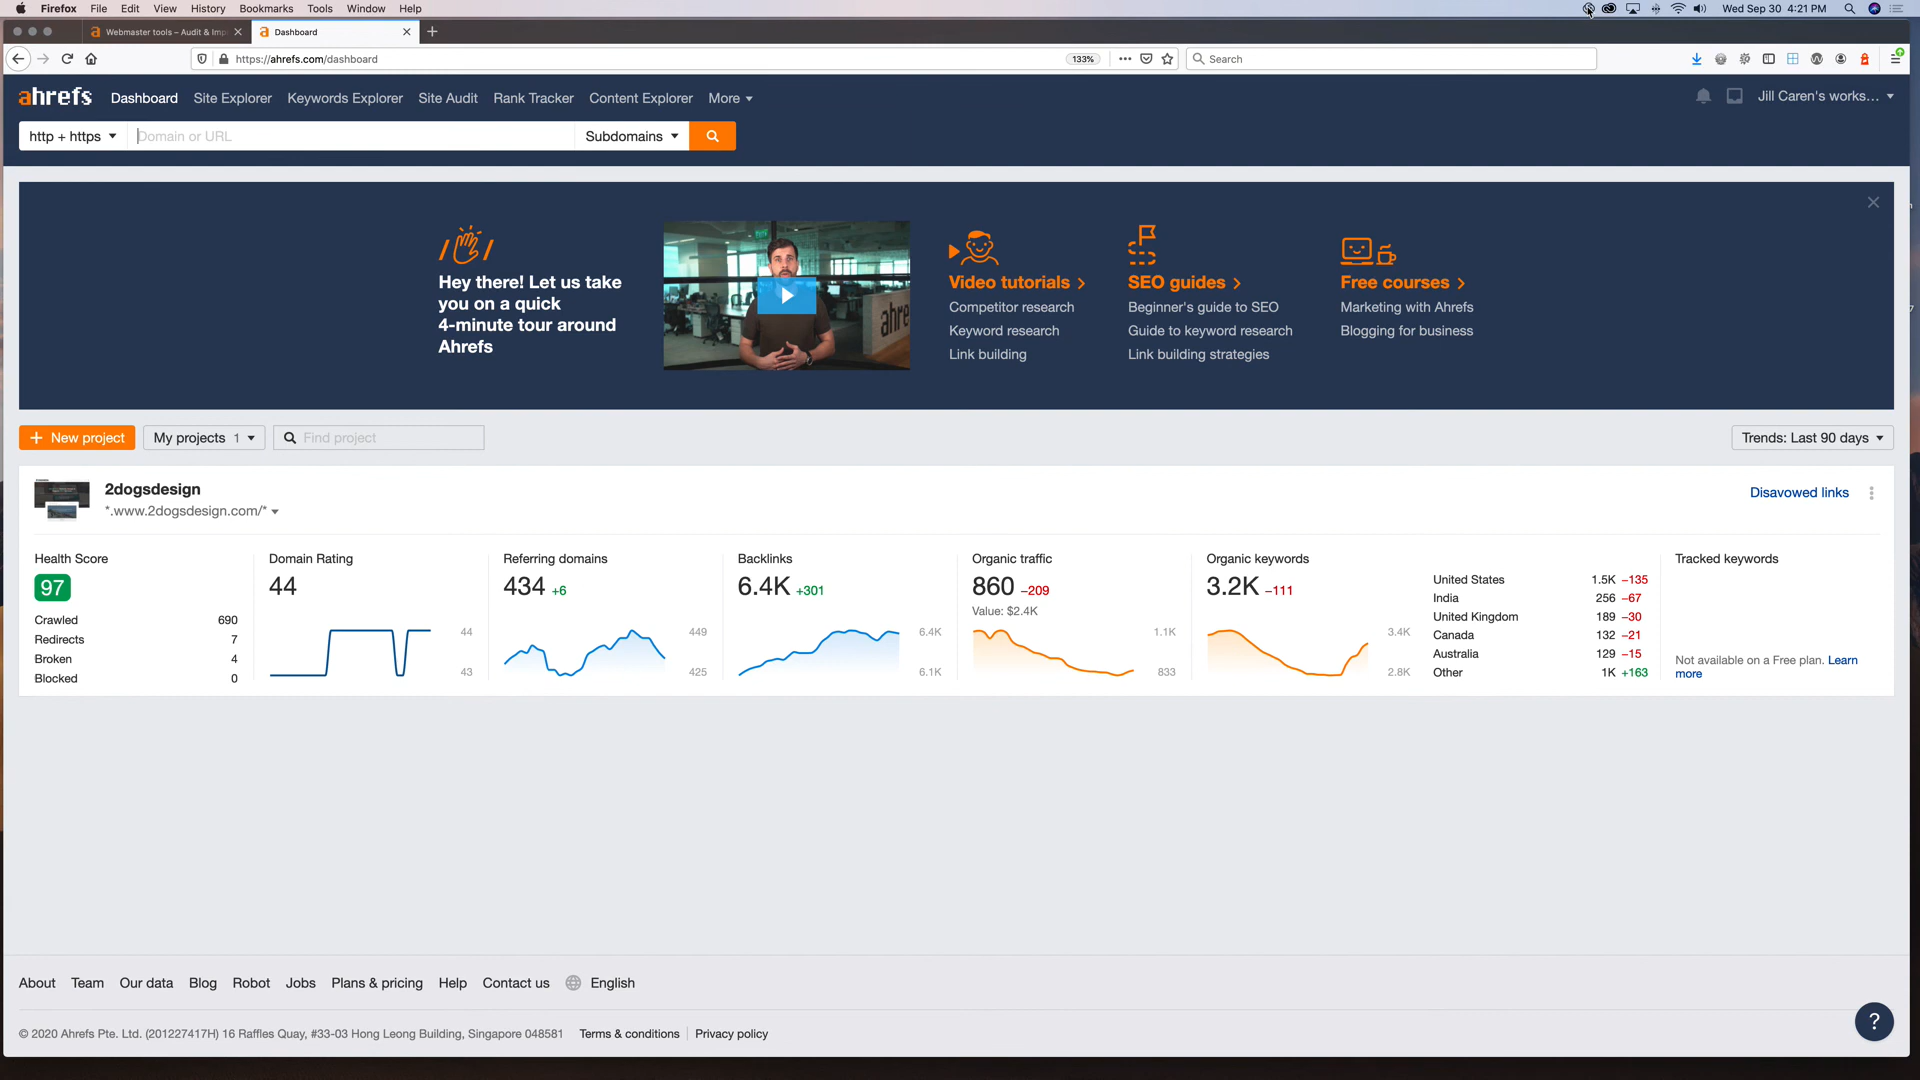 Firefox File Edit View History Bookmarks Tools Window Help Wed Sep 30 4:21 PM
Webmaster tools – Audit & Imp Dashboard
https://ahrefs.com/dashboard 133% Search
ahrefs Dashboard Site Explorer Keywords Explorer Site Audit Rank Tracker Content Explorer More Jill Caren's works...
http + https Domain or URL Subdomains
Hey there! Let us take
you on a quick
4-minute tour around
Ahrefs
ahre
Video tutorials
Competitor research
Keyword research
Link building
SEO guides
Beginner's guide to SEO
Guide to keyword research
Link building strategies
Free courses
Marketing with Ahrefs
Blogging for business
+ New project My projects 1 Find project Trends: Last 90 days
2dogsdesign
*.www.2dogsdesign.com/*
Disavowed links
Health Score
97
Crawled 690
Redirects 7
Broken 4
Blocked 0
Domain Rating
44
44
43
Referring domains
434 +6
449
425
Backlinks
6.4K +301
6.4K
6.1K
Organic traffic
860 –209
Value: $2.4K
1.1K
833
Organic keywords
3.2K –111
3.4K
2.8K
United States 1.5K –135
India 256 –67
United Kingdom 189 –30
Canada 132 –21
Australia 129 –15
Other 1K +163
Tracked keywords
Not available on a Free plan. Learn
more
About Team Our data Blog Robot Jobs Plans & pricing Help Contact us English
© 2020 Ahrefs Pte. Ltd. (201227417H) 16 Raffles Quay, #33-03 Hong Leong Building, Singapore 048581 Terms & conditions Privacy policy
?